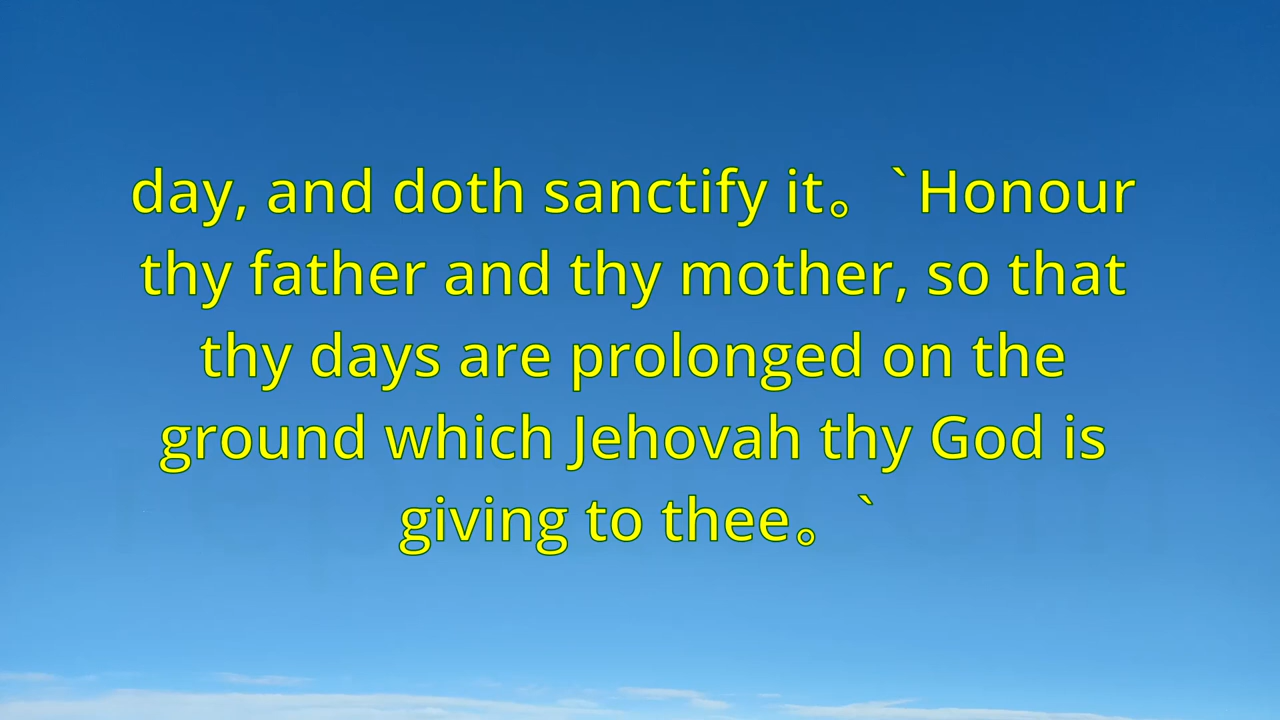 day, and doth sanctify it。 `Honour
thy father and thy mother, so that
thy days are prolonged on the
ground which Jehovah thy God is
giving to thee。 `